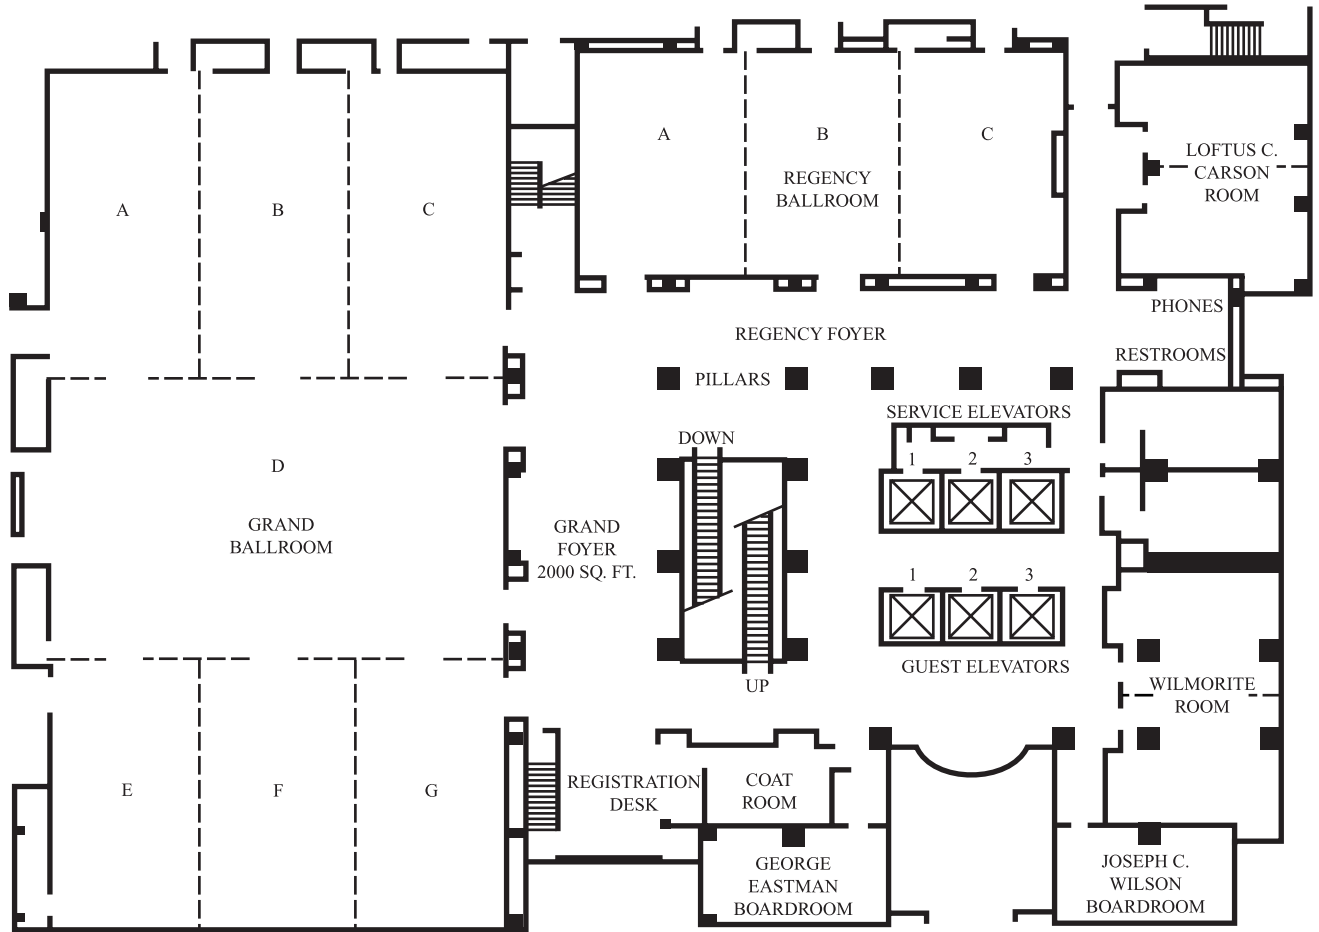 A
B
C
LOFTUS C.
CARSON
ROOM
REGENCY
BALLROOM
A
B
C
PHONES
REGENCY FOYER
RESTROOMS
PILLARS
SERVICE ELEVATORS
DOWN
1
2
3
D
GRAND
BALLROOM
GRAND
FOYER
2000 SQ. FT.
1
2
3
GUEST ELEVATORS
UP
WILMORITE
ROOM
E
F
G
REGISTRATION
DESK
COAT
ROOM
GEORGE
EASTMAN
BOARDROOM
JOSEPH C.
WILSON
BOARDROOM